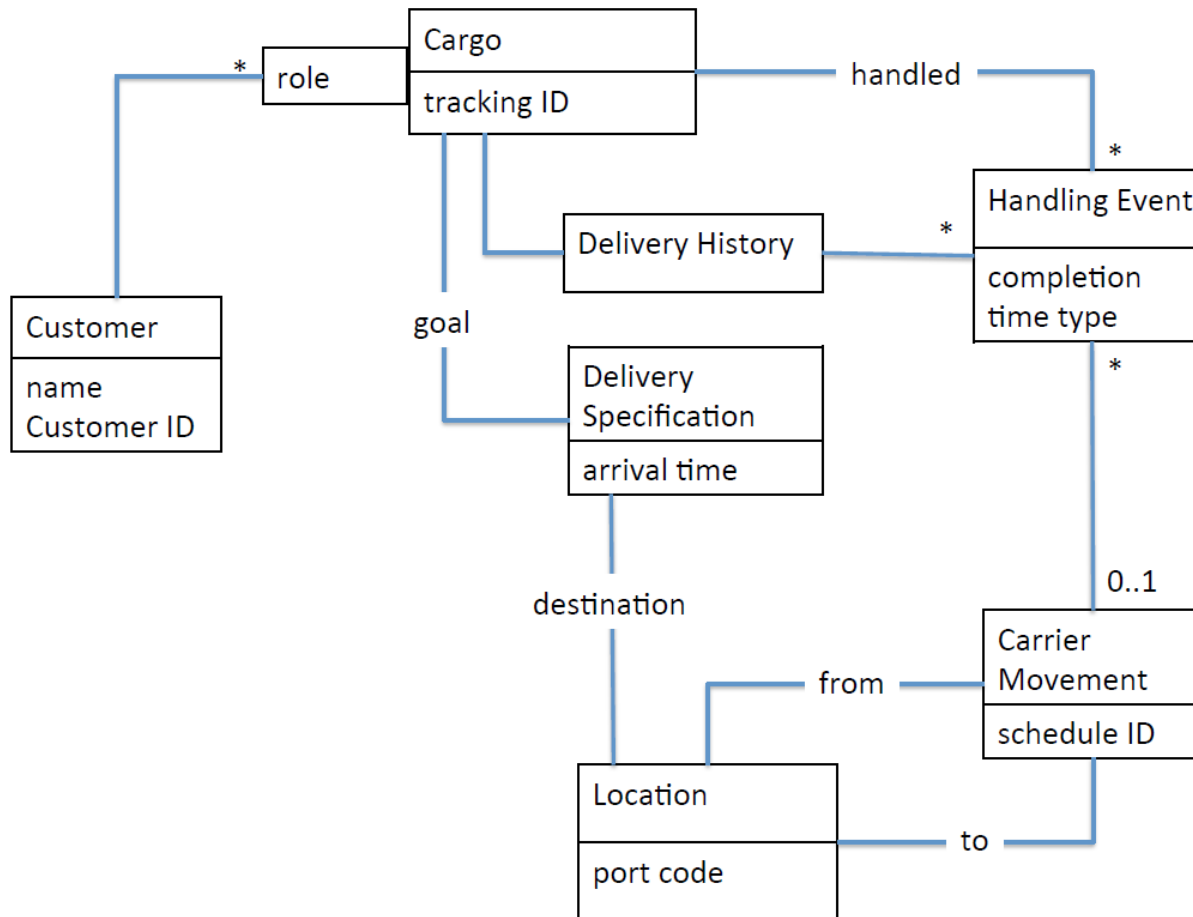 Cargo
*
role
handled
tracking ID
*
Handling Event
Delivery History
*
completion
time type
Customer
goal
name
Customer ID
Delivery
Specification
*
arrival time
0..1
destination
Carrier
Movement
from
schedule ID
Location
to
port code